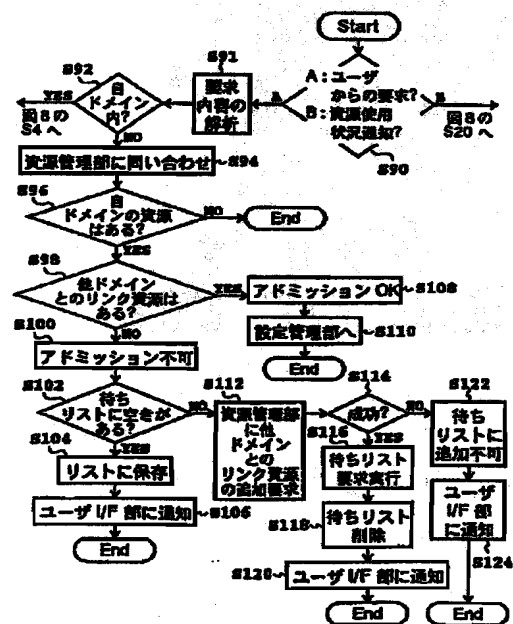 Start
S90
A：ユーザ
からの要求?
B：資源使用
状況通知?
A
B
図8の
S20へ
S91
要求
内容の
解析
S92
自
ドメイン
内?
YES
図8の
S4へ
NO
資源管理部に問い合わせ
S94
S96
自
ドメインの資源
はある?
NO
End
YES
S98
他ドメイン
とのリンク資源は
ある?
YES
アドミッションOK
S108
設定管理部へ
S110
End
NO
S100
アドミッション不可
S102
待ち
リストに空きが
ある?
YES
S104
リストに保存
ユーザ I/F 部に通知
S106
End
NO
S112
資源管理部
に他
ドメイン
との
リンク資源
の追加要求
S114
成功?
YES
S116
待ちリスト
要求実行
S118
待ちリスト
削除
S120
ユーザ I/F 部に通知
End
NO
S122
待ち
リストに
追加不可
ユーザ
I/F 部
に通知
S124
End